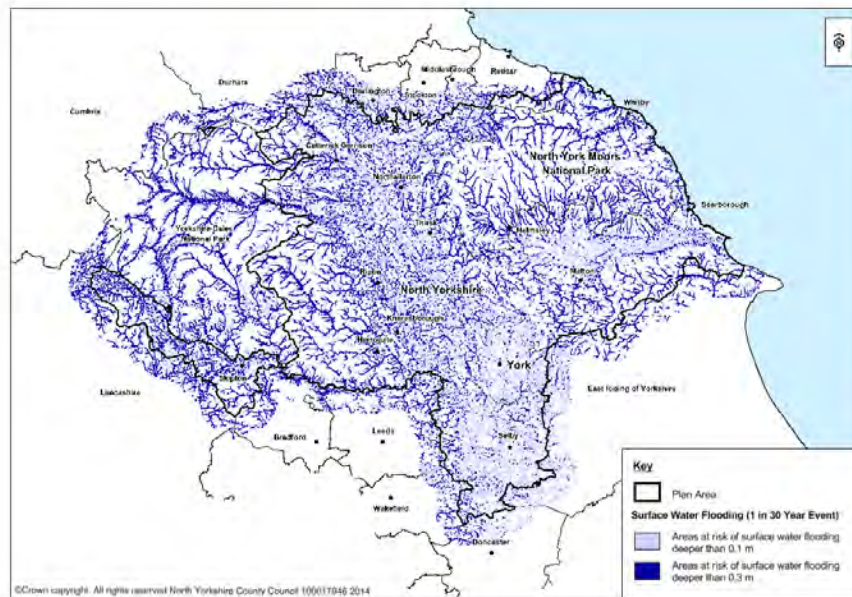 Middlesbrough
Redcar
Durham
Darlington
Stockton
Cumbria
Whitby
Catterick Garrison
North York Moors
National Park
Northallerton
Scarborough
Thirsk
Helmsley
Yorkshire Dales
National Park
Malton
Ripon
North Yorkshire
Knaresborough
Harrogate
York
Skipton
Lancashire
East Riding of Yorkshire
Bradford
Leeds
Selby
Wakefield
Doncaster
Key
Plan Area
Surface Water Flooding (1 in 30 Year Event)
Areas at risk of surface water flooding
deeper than 0.1 m
Areas at risk of surface water flooding
deeper than 0.3 m
©Crown copyright. All rights reserved North Yorkshire County Council 100017946 2014